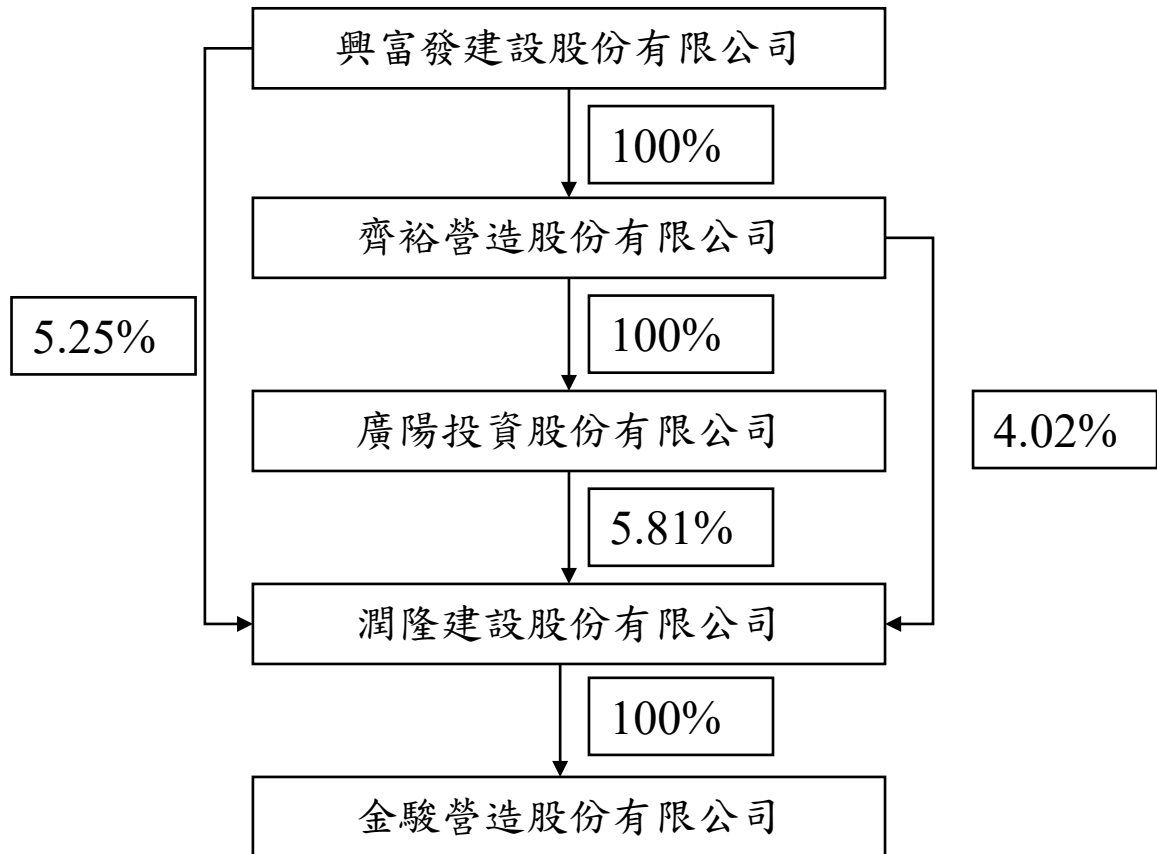 興富發建設股份有限公司
100%
齊裕營造股份有限公司
5.25%
100%
廣陽投資股份有限公司
4.02%
5.81%
潤隆建設股份有限公司
100%
金駿營造股份有限公司